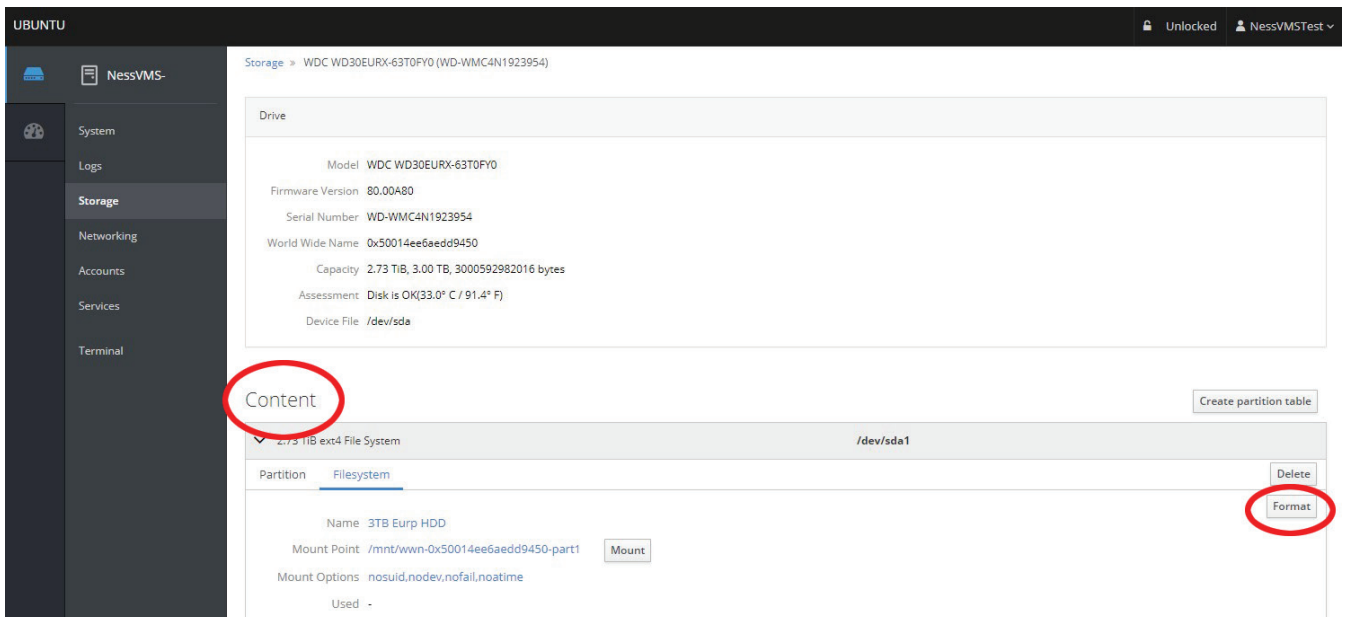 UBUNTU
Unlocked
NessVMSTest
NessVMS-
System
Logs
Storage
Networking
Accounts
Services
Terminal
Storage » WDC WD30EURX-63T0FY0 (WD-WMC4N1923954)
Drive
Model WDC WD30EURX-63T0FY0
Firmware Version 80.00A80
Serial Number WD-WMC4N1923954
World Wide Name 0x50014ee6aedd9450
Capacity 2.73 TiB, 3.00 TB, 3000592982016 bytes
Assessment Disk is OK(33.0° C / 91.4° F)
Device File /dev/sda
Content
Create partition table
2.73 TiB ext4 File System /dev/sda1
Partition Filesystem
Delete
Format
Name 3TB Eurp HDD
Mount Point /mnt/wwn-0x50014ee6aedd9450-part1 Mount
Mount Options nosuid,nodev,nofail,noatime
Used -